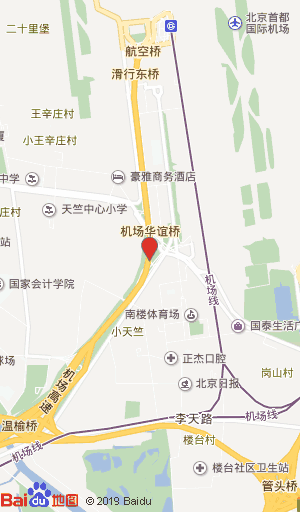 二十里堡
北京首都
国际机场
航空桥
滑行东桥
王辛庄村
小王辛庄村
中学
豪雅商务酒店
天竺中心小学
机场华谊桥
站
国家会计学院
机场线
南楼体育场
国泰生活广
小天竺
球场
正杰口腔
岗山村
机场高速
北京日报
李天路
机场线
温榆桥
楼台村
机场线
楼台社区卫生站
管头桥
Bai du 地图
© 2019 Baidu